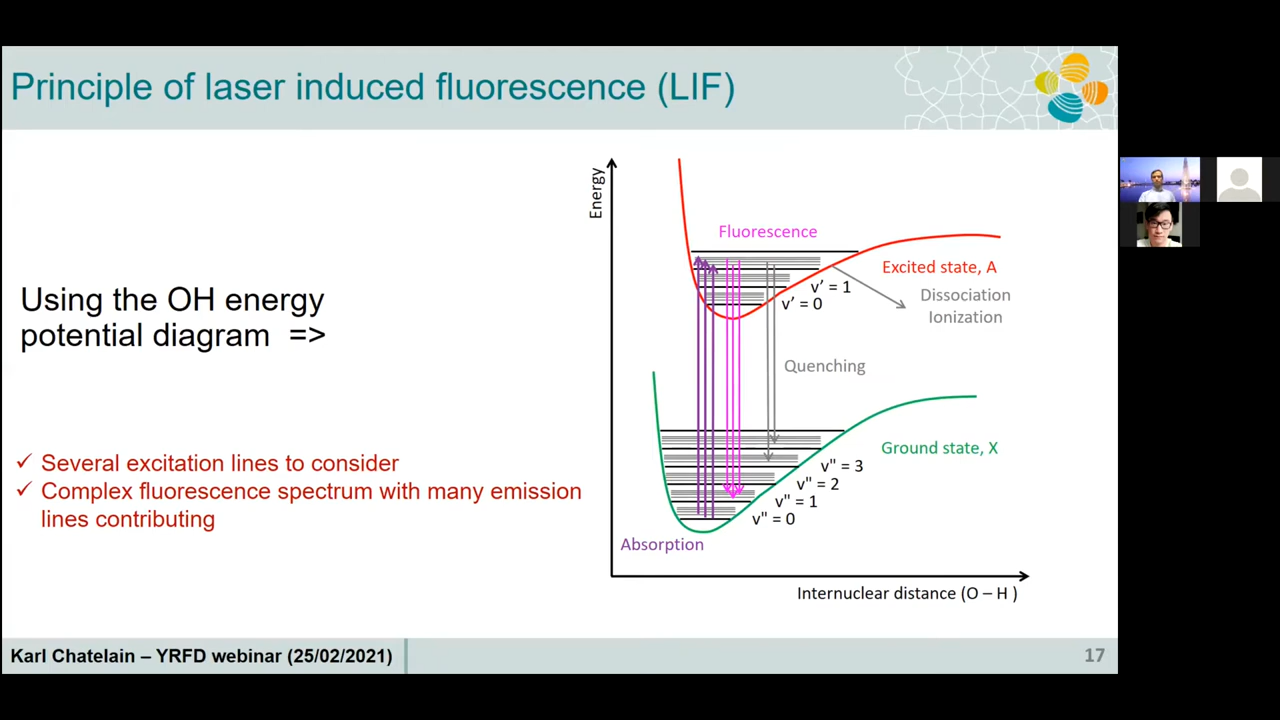 Principle of laser induced fluorescence (LIF)
Energy
Fluorescence
Excited state, A
v' = 1
v' = 0
Dissociation
Ionization
Using the OH energy
potential diagram =>
Quenching
Ground state, X
✓ Several excitation lines to consider
✓ Complex fluorescence spectrum with many emission
lines contributing
v" = 3
v" = 2
v" = 1
v" = 0
Absorption
Internuclear distance (O – H )
Karl Chatelain – YRFD webinar (25/02/2021)
17